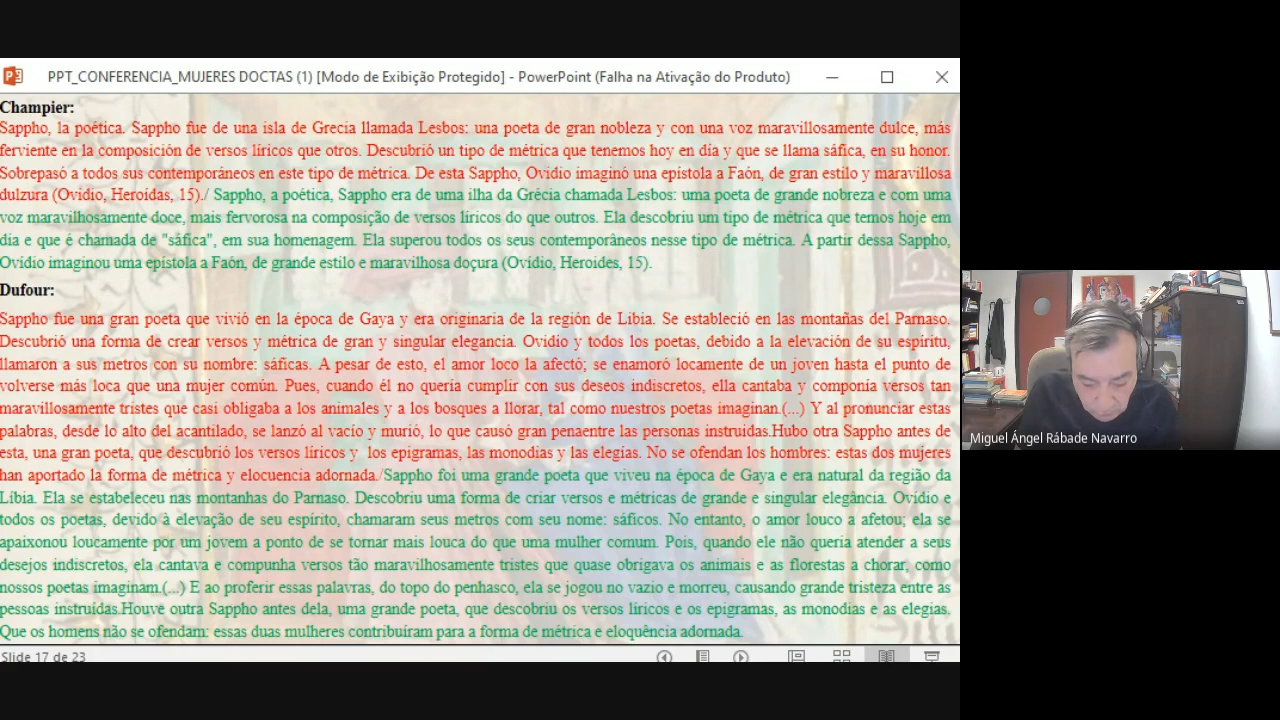 PPT_CONFERENCIA_MUJERES DOCTAS (1) [Modo de Exibição Protegido] - PowerPoint (Falha na Ativação do Produto)
Champier:
Sappho, la poética. Sappho fue de una isla de Grecia llamada Lesbos: una poeta de gran nobleza y con una voz maravillosamente dulce, más
ferviente en la composición de versos líricos que otros. Descubrió un tipo de métrica que tenemos hoy en día y que se llama sáfica, en su honor.
Sobrepasó a todos sus contemporáneos en este tipo de métrica. De esta Sappho, Ovidio imaginó una epístola a Faón, de gran estilo y maravillosa
dulzura (Ovidio, Heroídas, 15)./ Sappho, a poética, Sappho era de uma ilha da Grécia chamada Lesbos: uma poeta de grande nobreza e com uma
voz maravilhosamente doce, mais fervorosa na composição de versos líricos do que outros. Ela descobriu um tipo de métrica que temos hoje em
dia e que é chamada de "sáfica", em sua homenagem. Ela superou todos os seus contemporâneos nesse tipo de métrica. A partir dessa Sappho,
Ovídio imaginou uma epístola a Faón, de grande estilo e maravilhosa doçura (Ovídio, Heroides, 15).
Dufour:
Sappho fue una gran poeta que vivió en la época de Gaya y era originaria de la región de Libia. Se estableció en las montañas del Parnaso.
Descubrió una forma de crear versos y métrica de gran y singular elegancia. Ovidio y todos los poetas, debido a la elevación de su espíritu,
llamaron a sus metros con su nombre: sáficas. A pesar de esto, el amor loco la afectó; se enamoró locamente de un joven hasta el punto de
volverse más loca que una mujer común. Pues, cuando él no quería cumplir con sus deseos indiscretos, ella cantaba y componía versos tan
maravillosamente tristes que casi obligaba a los animales y a los bosques a llorar, tal como nuestros poetas imaginan.(...) Y al pronunciar estas
palabras, desde lo alto del acantilado, se lanzó al vacío y murió, lo que causó gran penaentre las personas instruidas.Hubo otra Sappho antes de
esta, una gran poeta, que descubrió los versos líricos y los epigramas, las monodias y las elegias. No se ofendan los hombres: estas dos mujeres
han aportado la forma de métrica y elocuencia adornada./Sappho foi uma grande poeta que viveu na época de Gaya e era natural da região da
Líbia. Ela se estabeleceu nas montanhas do Parnaso. Descobriu uma forma de criar versos e métricas de grande e singular elegância. Ovídio e
todos os poetas, devido à elevação de seu espírito, chamaram seus metros com seu nome: sáficos. No entanto, o amor louco a afetou; ela se
apaixonou loucamente por um jovem a ponto de se tornar mais louca do que uma mulher comum. Pois, quando ele não queria atender a seus
desejos indiscretos, ela cantava e compunha versos tão maravilhosamente tristes que quase obrigava os animais e as florestas a chorar, como
nossos poetas imaginam.(...) E ao proferir essas palavras, do topo do penhasco, ela se jogou no vazio e morreu, causando grande tristeza entre as
pessoas instruídas.Houve outra Sappho antes dela, uma grande poeta, que descobriu os versos líricos e os epigramas, as monodias e as elegias.
Que os homens não se ofendam: essas duas mulheres contribuíram para a forma de métrica e eloquência adornada.
Slide 17 de 23
Miguel Ángel Rábade Navarro